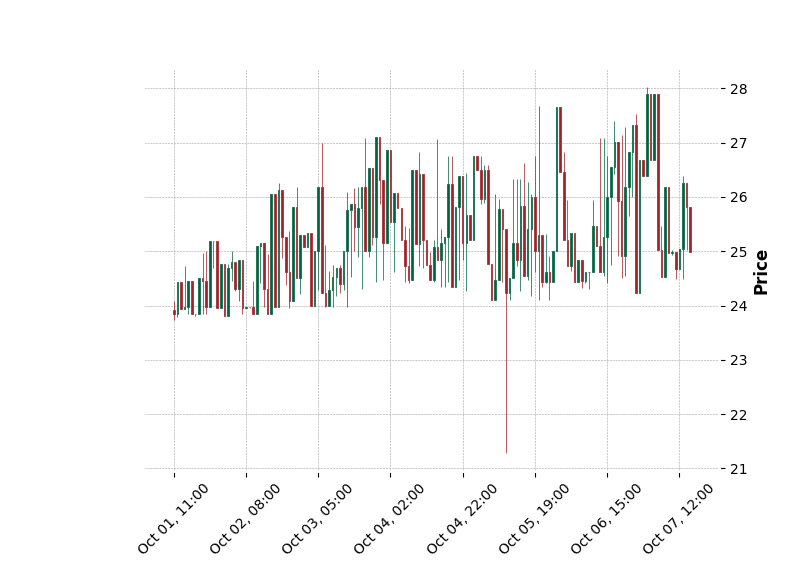 28
27
26
25
24
23
22
21
Price
Oct 01, 11:00
Oct 02, 08:00
Oct 03, 05:00
Oct 04, 02:00
Oct 04, 22:00
Oct 05, 19:00
Oct 06, 15:00
Oct 07, 12:00